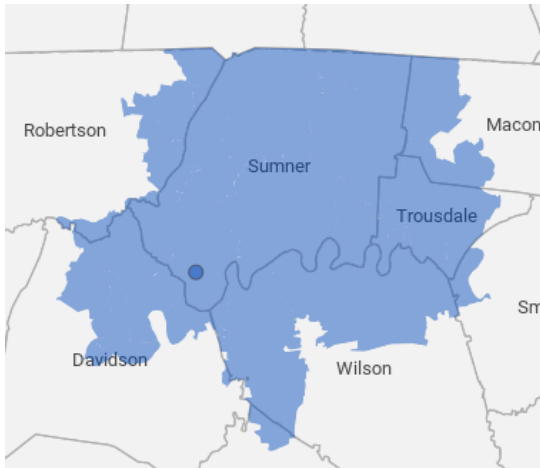 Robertson
Macon
Sumner
Trousdale
Sm
Davidson
Wilson